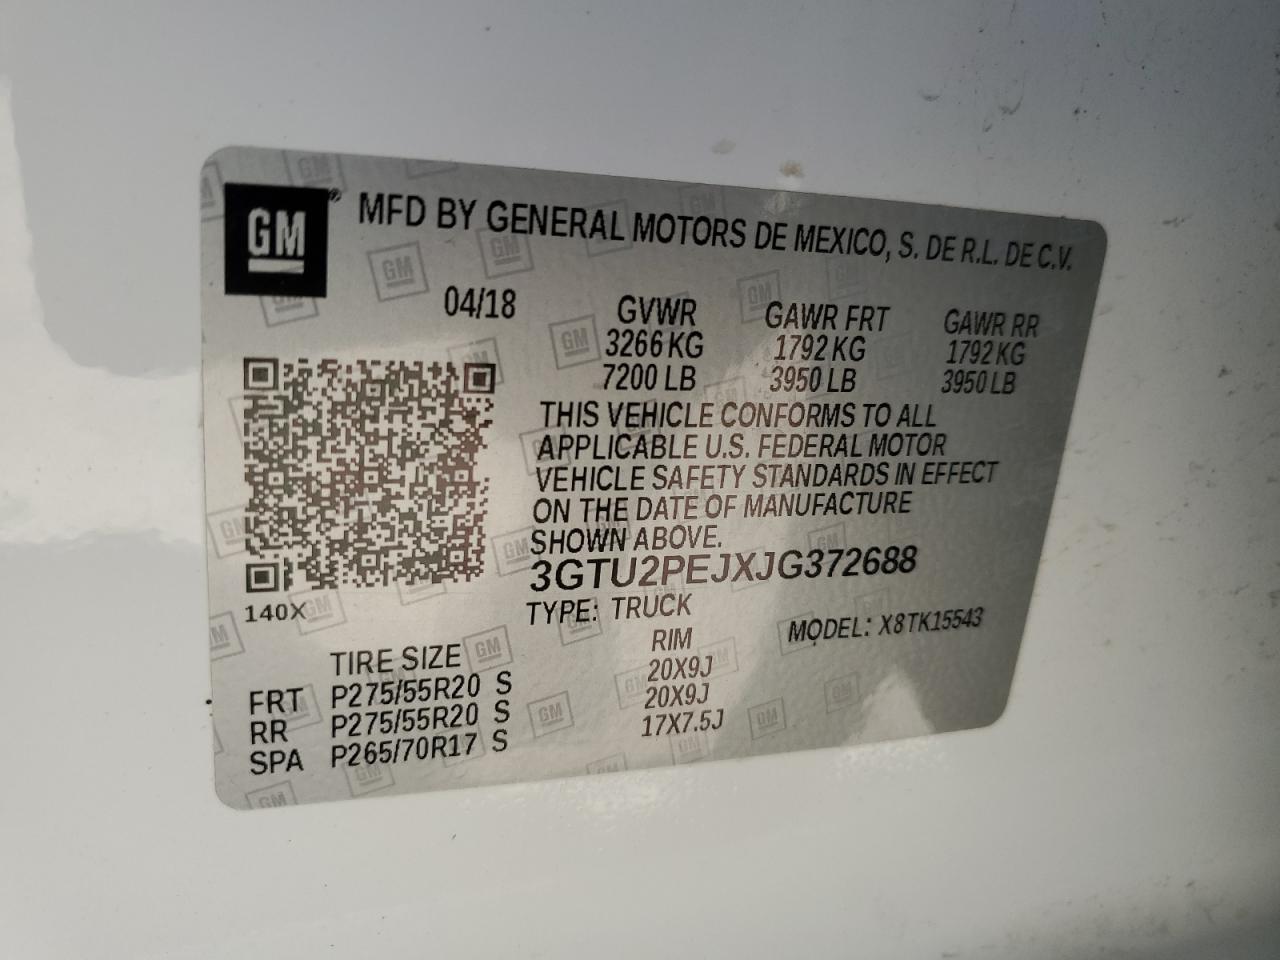 GM® MFD BY GENERAL MOTORS DE MEXICO, S. DE R.L. DE C.V.
04/18 GVWR GAWR FRT GAWR RR
3266 KG 1792 KG 1792 KG
7200 LB 3950 LB 3950 LB
THIS VEHICLE CONFORMS TO ALL
APPLICABLE U.S. FEDERAL MOTOR
VEHICLE SAFETY STANDARDS IN EFFECT
ON THE DATE OF MANUFACTURE
SHOWN ABOVE.
3GTU2PEJXJG372688
140X
TYPE: TRUCK MODEL: X8TK15543
TIRE SIZE RIM
FRT P275/55R20 S 20X9J
RR P275/55R20 S 20X9J
SPA P265/70R17 S 17X7.5J